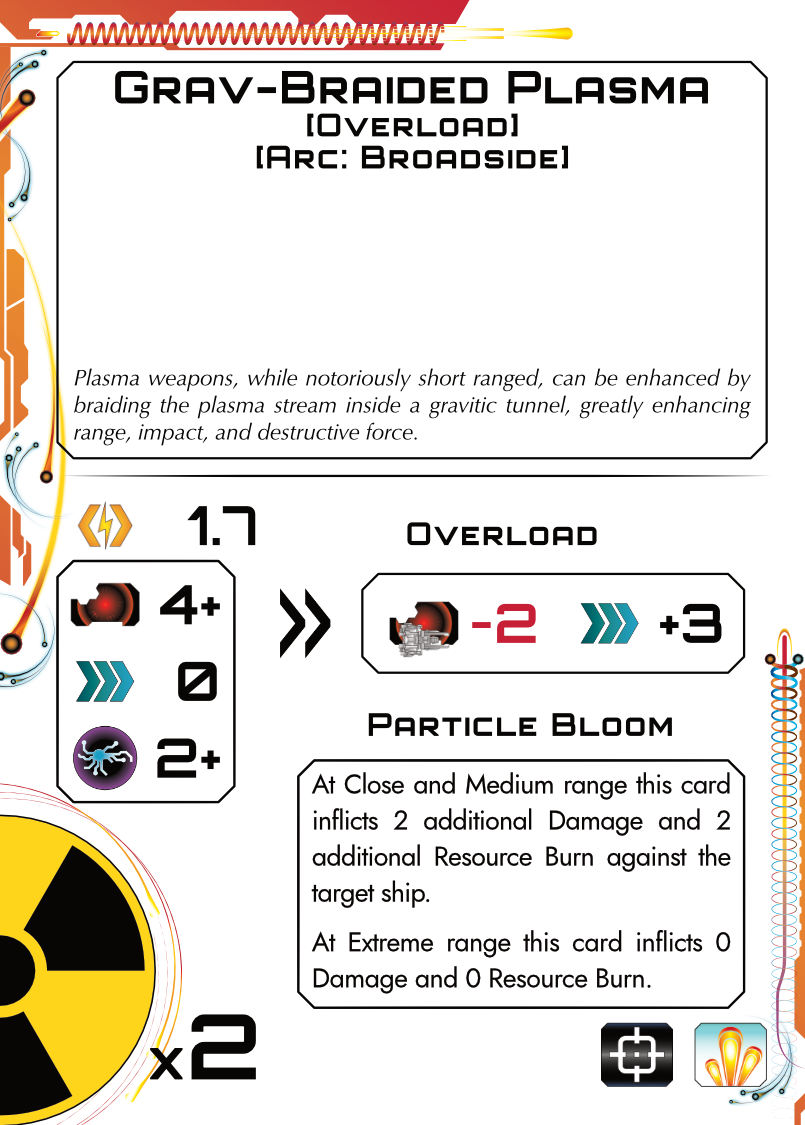 Grav-Braided Plasma
[Overload]
[Arc: Broadside]
Plasma weapons, while notoriously short ranged, can be enhanced by
braiding the plasma stream inside a gravitic tunnel, greatly enhancing
range, impact, and destructive force.
1.7
Overload
4+
-2
+3
0
2+
Particle Bloom
At Close and Medium range this card
inflicts 2 additional Damage and 2
additional Resource Burn against the
target ship.
At Extreme range this card inflicts 0
Damage and 0 Resource Burn.
x2